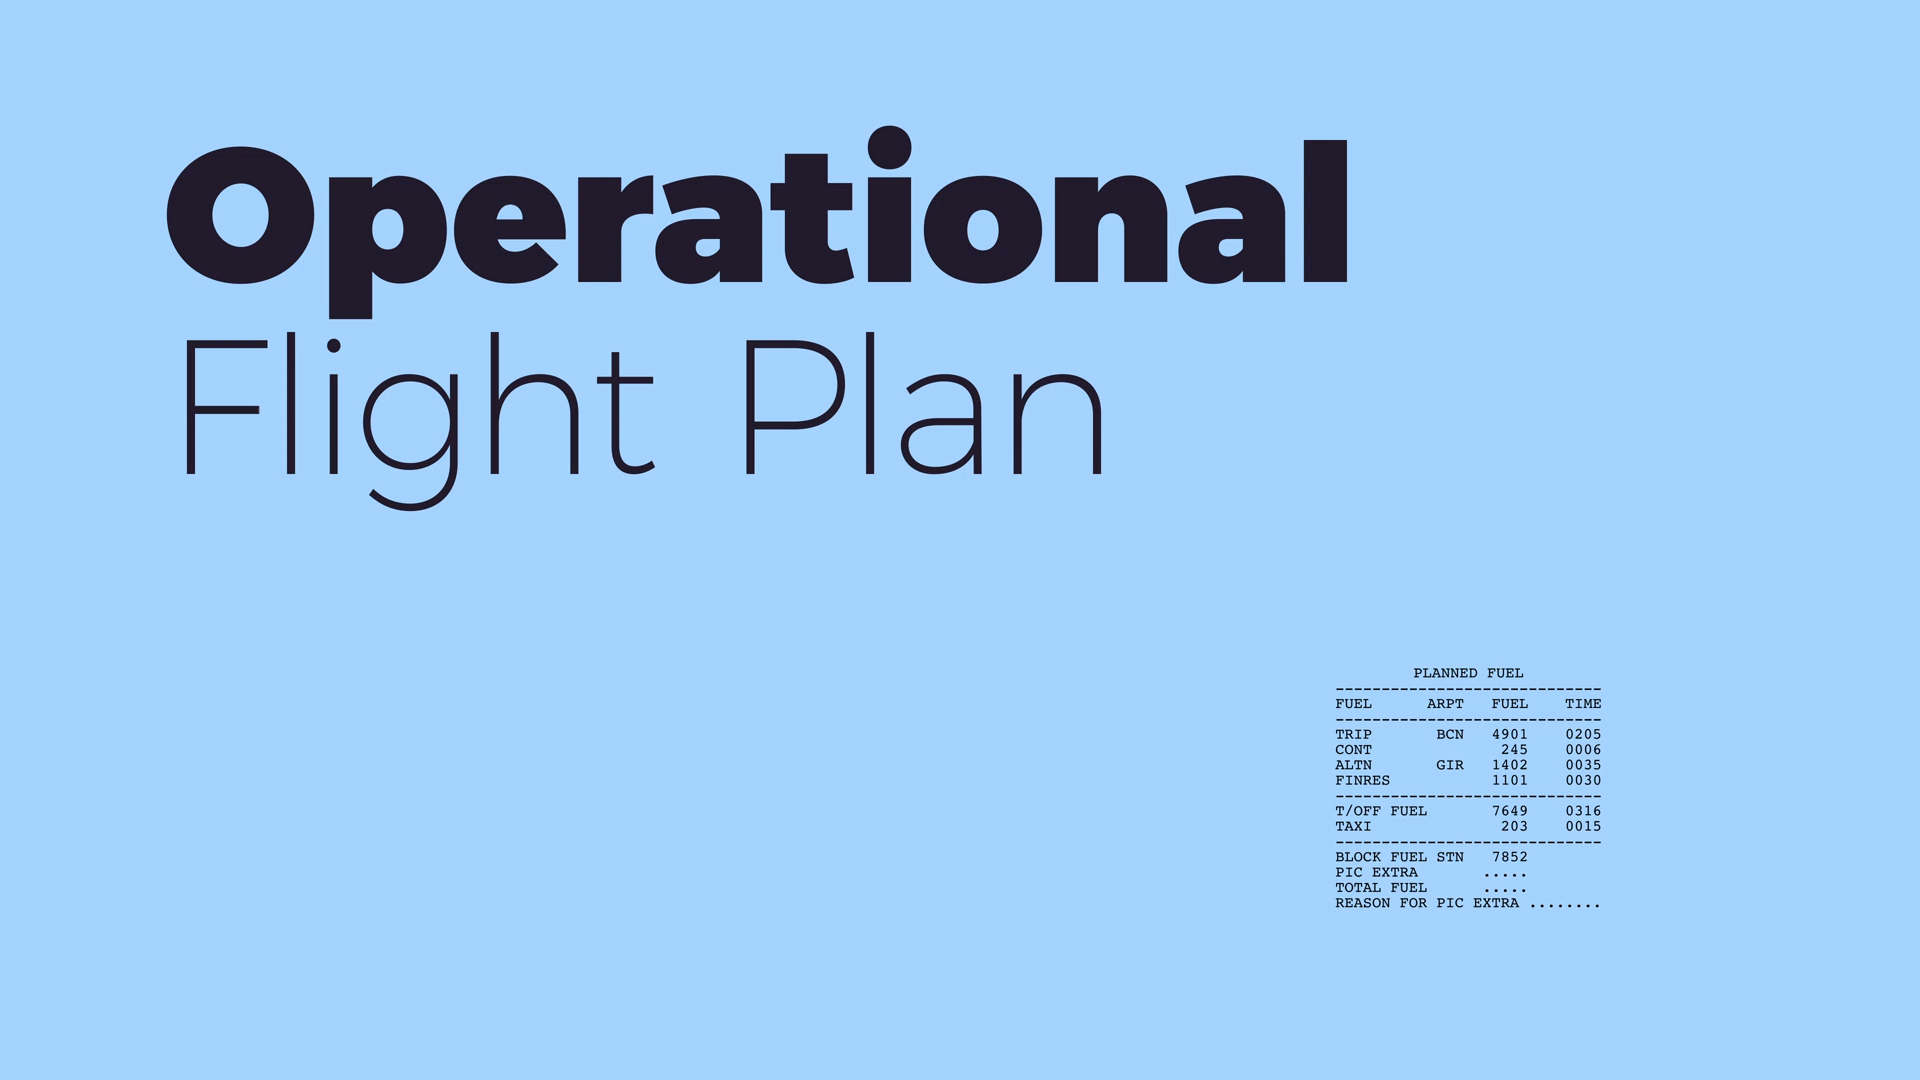 Operational
Flight Plan
PLANNED FUEL
-----------------------------
FUEL      ARPT   FUEL    TIME
-----------------------------
TRIP       BCN   4901    0205
CONT              245    0006
ALTN       GIR   1402    0035
FINRES           1101    0030
-----------------------------
T/OFF FUEL       7649    0316
TAXI              203    0015
-----------------------------
BLOCK FUEL STN   7852
PIC EXTRA       .....
TOTAL FUEL      .....
REASON FOR PIC EXTRA ........